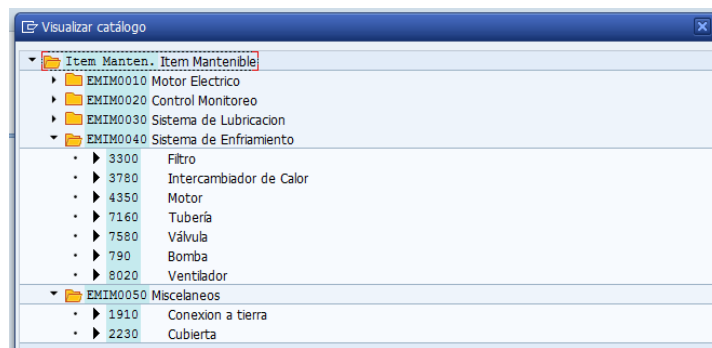 Visualizar catálogo
Item Manten. Item Mantenible
EMIM0010 Motor Electrico
EMIM0020 Control Monitoreo
EMIM0030 Sistema de Lubricacion
EMIM0040 Sistema de Enfriamiento
3300 Filtro
3780 Intercambiador de Calor
4350 Motor
7160 Tubería
7580 Válvula
790 Bomba
8020 Ventilador
EMIM0050 Miscelaneos
1910 Conexion a tierra
2230 Cubierta